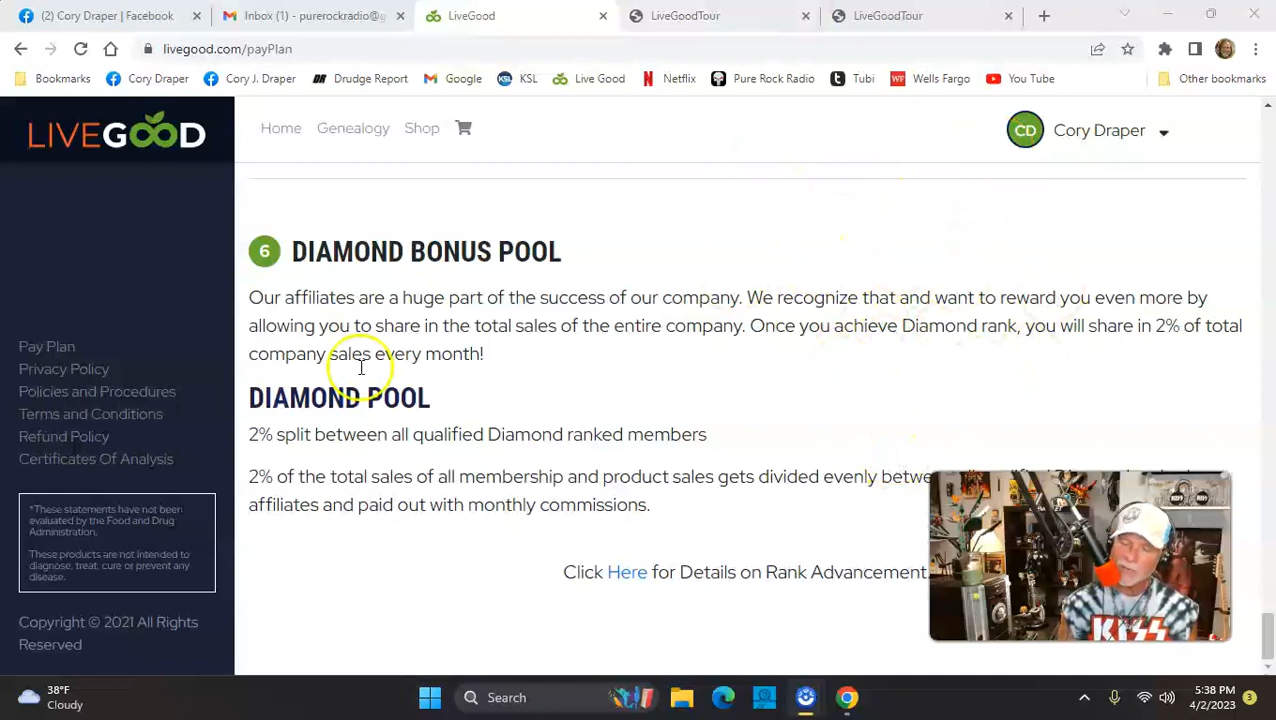 (2) Cory Draper | Facebook
Inbox (1) - purerockradio@g
LiveGood
LiveGoodTour
LiveGoodTour
livegood.com/payPlan
Bookmarks
Cory Draper
Cory J. Draper
Drudge Report
Google
KSL
Live Good
Netflix
Pure Rock Radio
Tubi
Wells Fargo
You Tube
Other bookmarks
LIVEGOOD
Home
Genealogy
Shop
CD
Cory Draper
6 DIAMOND BONUS POOL
Our affiliates are a huge part of the success of our company. We recognize that and want to reward you even more by
allowing you to share in the total sales of the entire company. Once you achieve Diamond rank, you will share in 2% of total
company sales every month!
DIAMOND POOL
2% split between all qualified Diamond ranked members
2% of the total sales of all membership and product sales gets divided evenly
affiliates and paid out with monthly commissions.
Click Here for Details on Rank Advancement.
Pay Plan
Privacy Policy
Policies and Procedures
Terms and Conditions
Refund Policy
Certificates Of Analysis
*These statements have not been
evaluated by the Food and Drug
Administration.
These products are not intended to
diagnose, treat, cure or prevent any
disease.
Copyright © 2021 All Rights
Reserved
KISS
38°F
Cloudy
Search
5:38 PM
4/2/2023
3